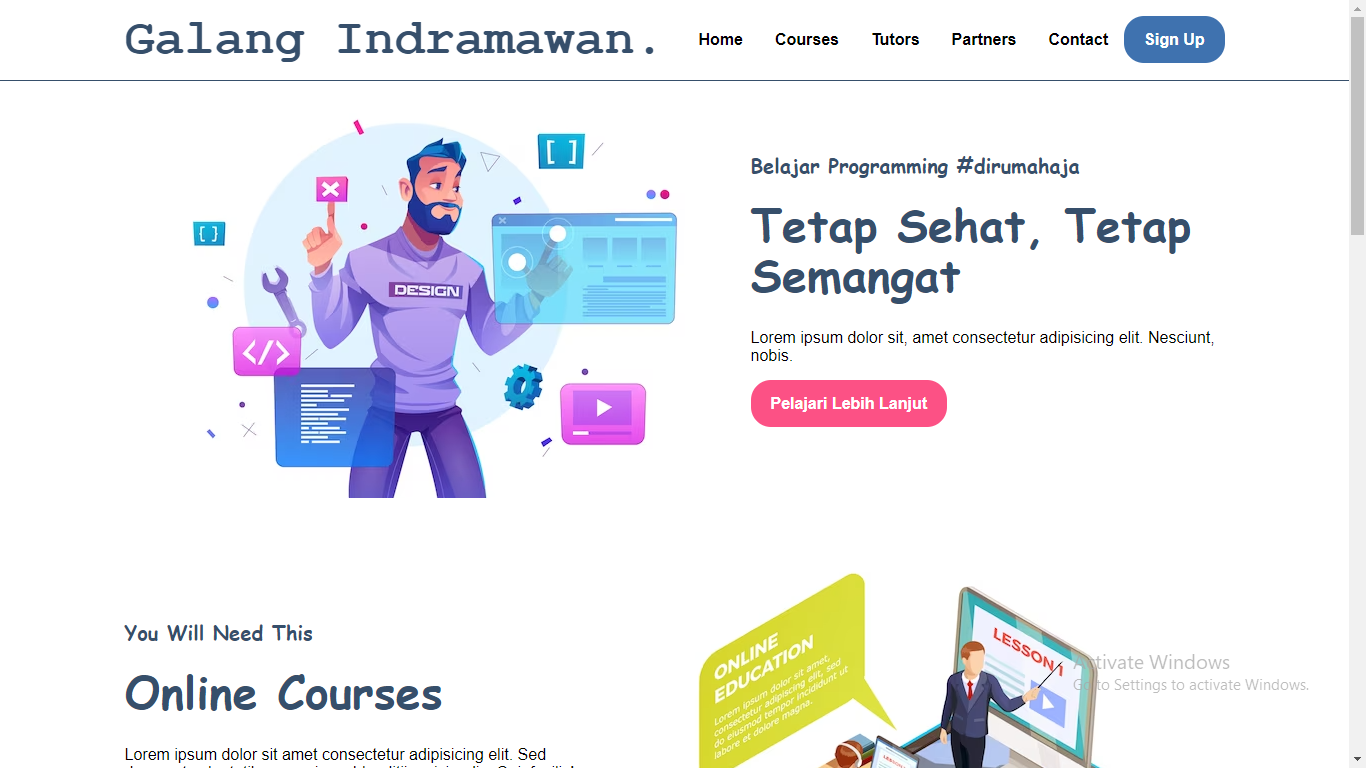 Galang Indramawan.
Home Courses Tutors Partners Contact Sign Up
[ ]
DESIGN
[ ]
</>
Belajar Programming #dirumahaja
Tetap Sehat, Tetap
Semangat
Lorem ipsum dolor sit, amet consectetur adipisicing elit. Nesciunt,
nobis.
Pelajari Lebih Lanjut
You Will Need This
Online Courses
Lorem ipsum dolor sit amet consectetur adipisicing elit. Sed
ONLINE
EDUCATION
Lorem ipsum dolor sit amet,
consectetur adipiscing elit, sed
do eiusmod tempor incididunt ut
labore et dolore magna.
LESSON 1
LESSON
Activate Windows
Go to Settings to activate Windows.